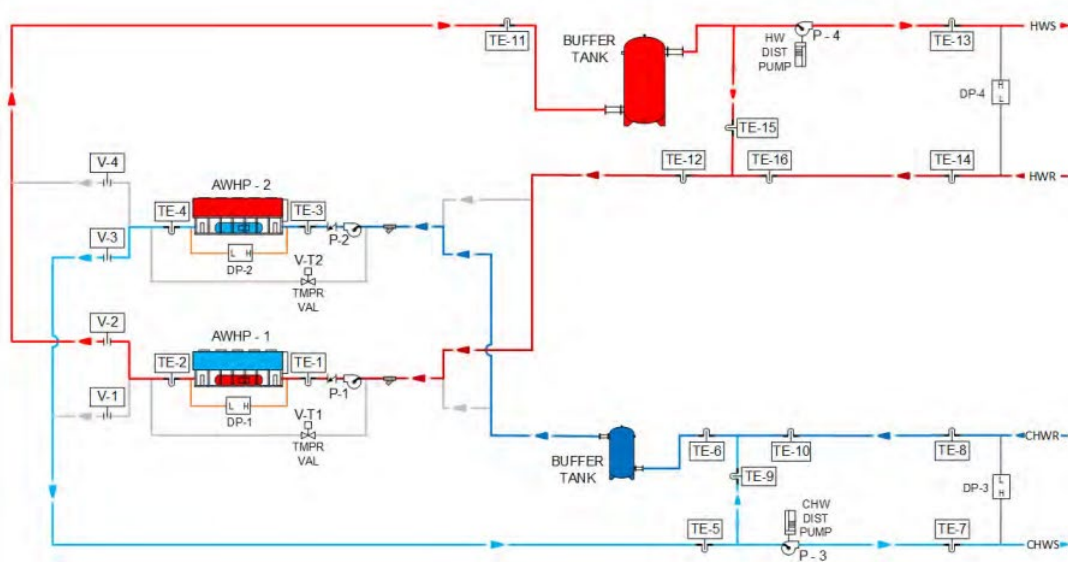 TE-11
BUFFER
TANK
HW
DIST
PUMP
P - 4
TE-13
HWS
DP-4
H
L
TE-15
TE-12
TE-16
TE-14
HWR
V-4
AWHP - 2
TE-4
TE-3
V-3
P-2
L H
DP-2
V-T2
TMPR
VAL
V-2
AWHP - 1
TE-2
TE-1
V-1
P-1
L H
DP-1
V-T1
TMPR
VAL
BUFFER
TANK
TE-6
TE-10
TE-8
CHWR
TE-9
DP-3
L
H
CHW
DIST
PUMP
TE-5
P - 3
TE-7
CHWS